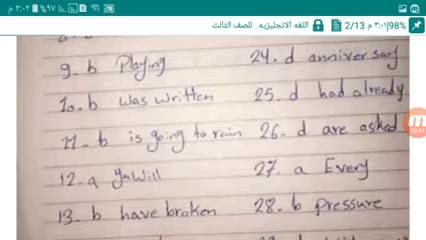 ٣:٠٢ م ٩٧%
98% ٣:٠١ م 2/13 اللغه الانجليزيه للصف الثالث
9. b Playing 24. d anniversary
10. b was written 25. d had already
11. b is going to rain 26. d are asked
12. a will 27. a Every
13. b have broken 28. b pressure